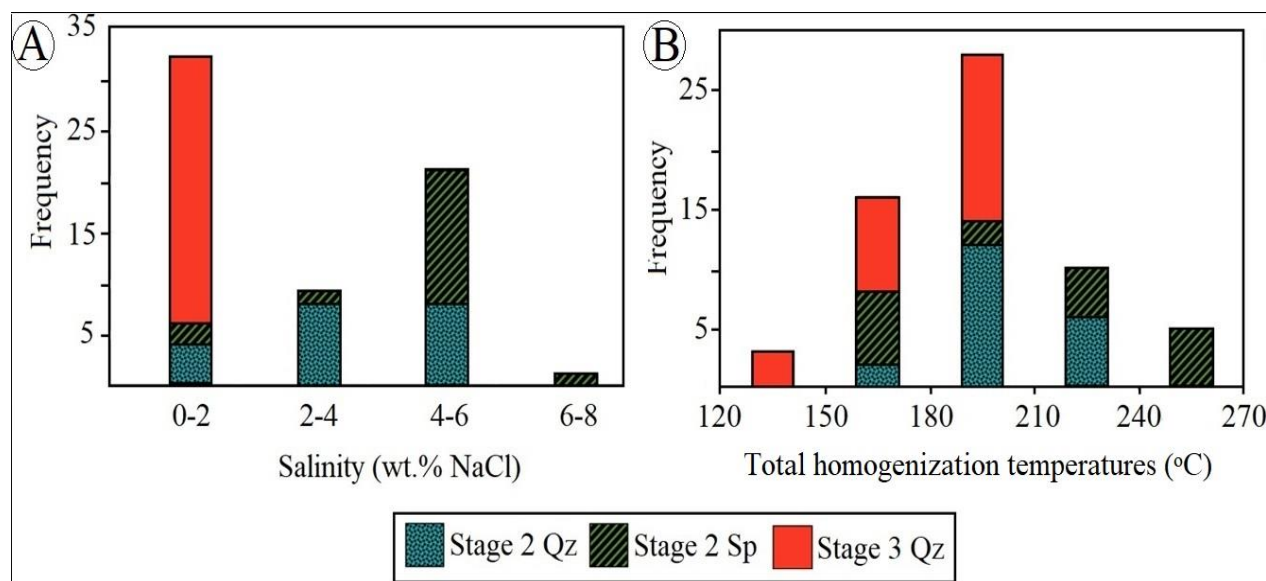 A
Frequency
35
25
15
5
0-2
2-4
4-6
6-8
Salinity (wt.% NaCl)
B
Frequency
25
15
5
120
150
180
210
240
270
Total homogenization temperatures (ºC)
Stage 2 Qz
Stage 2 Sp
Stage 3 Qz